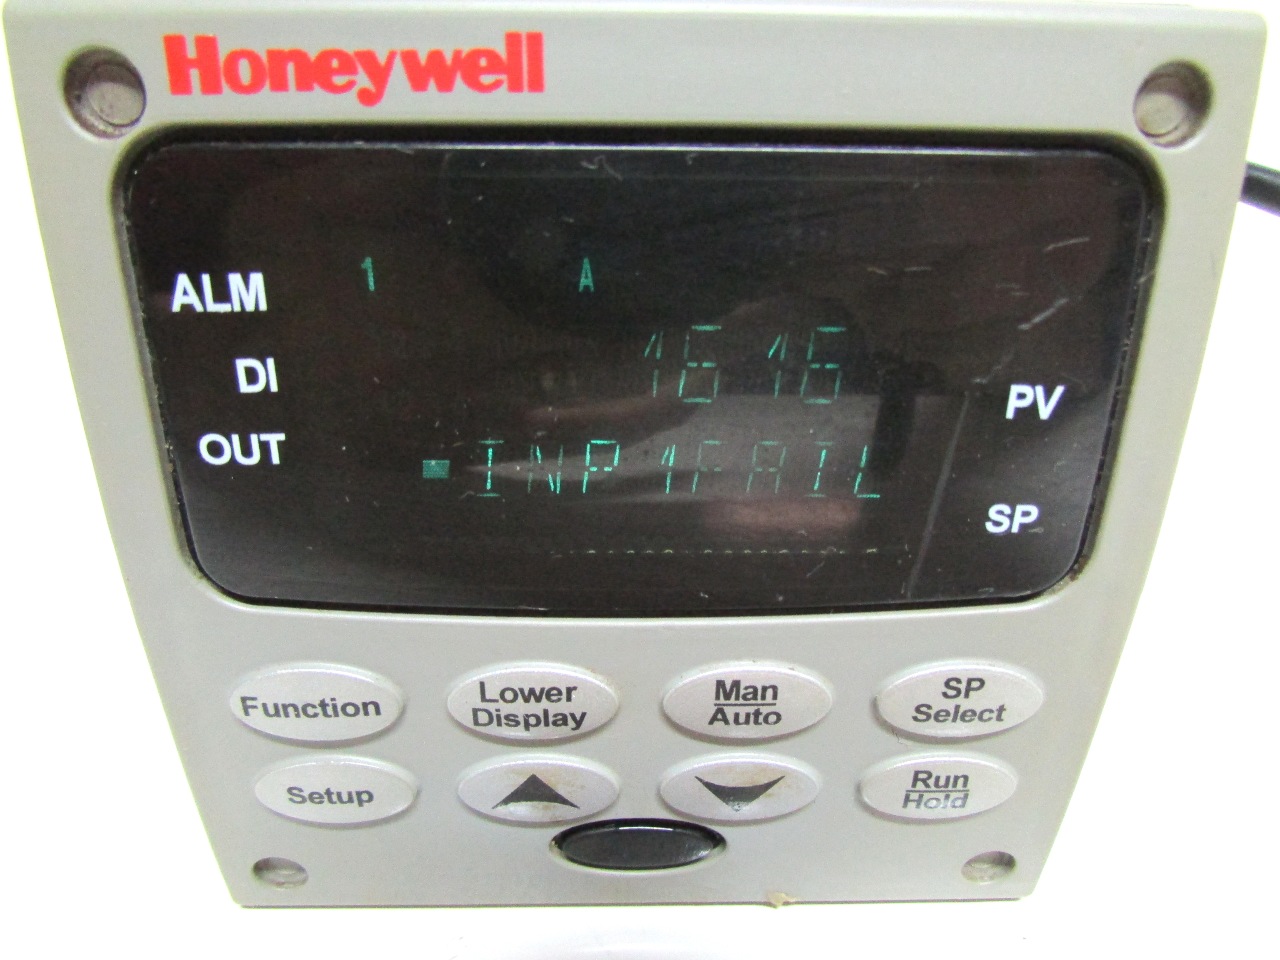 Honeywell
ALM 1 A
DI
1616 PV
OUT
INP1FAIL
SP
Function
Lower
Display
Man
Auto
SP
Select
Setup
Run
Hold